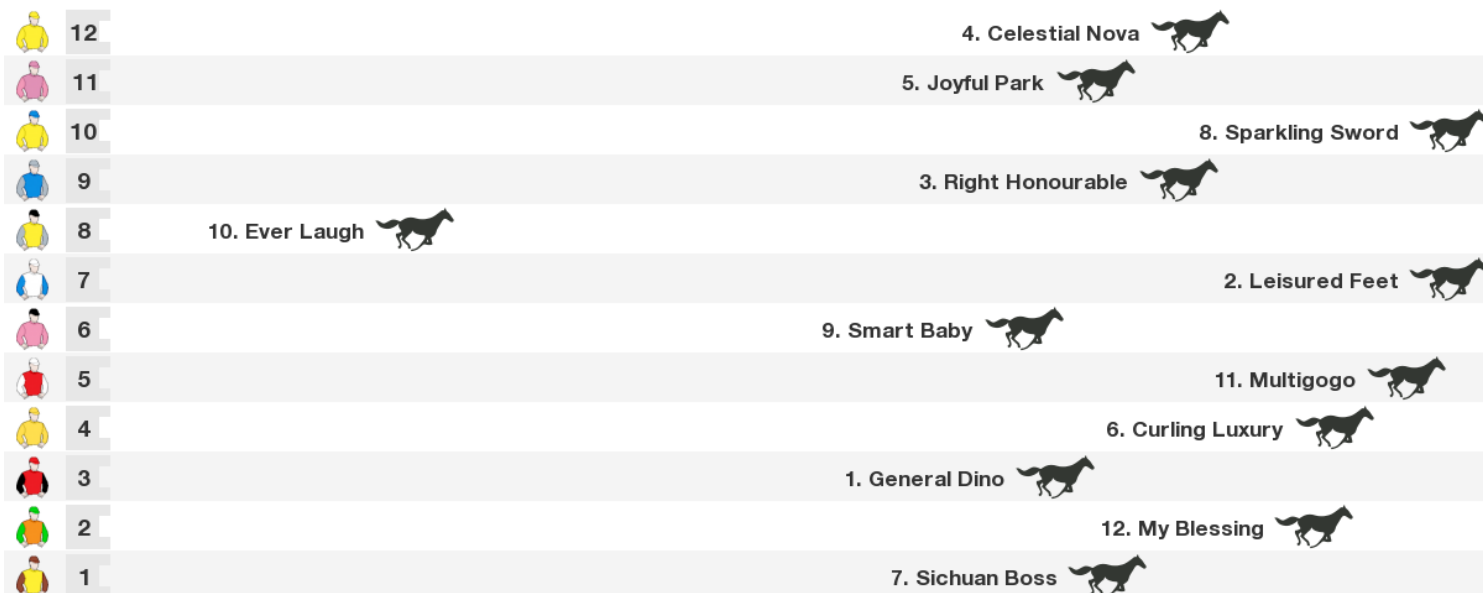 12 4. Celestial Nova
11 5. Joyful Park
10 8. Sparkling Sword
9 3. Right Honourable
8 10. Ever Laugh
7 2. Leisured Feet
6 9. Smart Baby
5 11. Multigogo
4 6. Curling Luxury
3 1. General Dino
2 12. My Blessing
1 7. Sichuan Boss